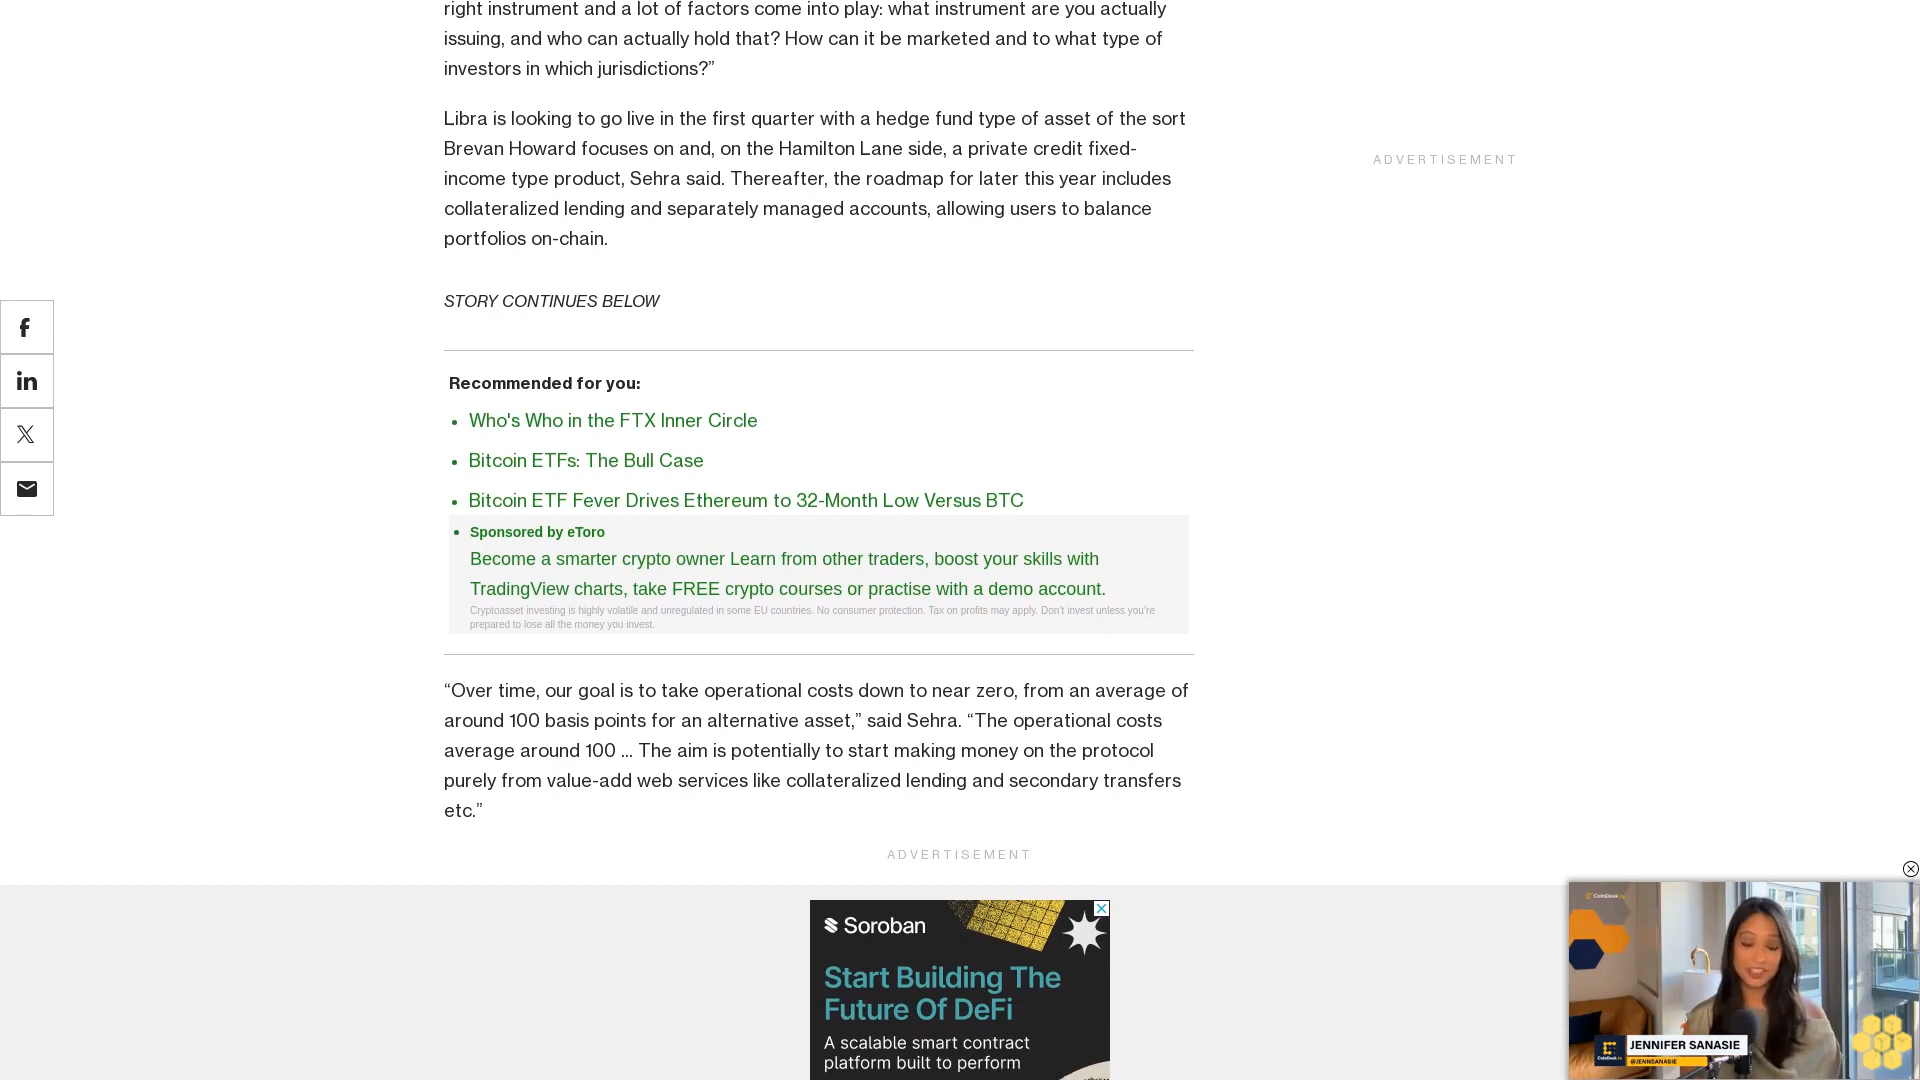 right instrument and a lot of factors come into play: what instrument are you actually
issuing, and who can actually hold that? How can it be marketed and to what type of
investors in which jurisdictions?”
Libra is looking to go live in the first quarter with a hedge fund type of asset of the sort
Brevan Howard focuses on and, on the Hamilton Lane side, a private credit fixed-
income type product, Sehra said. Thereafter, the roadmap for later this year includes
collateralized lending and separately managed accounts, allowing users to balance
portfolios on-chain.
ADVERTISEMENT
STORY CONTINUES BELOW
Recommended for you:
• Who's Who in the FTX Inner Circle
• Bitcoin ETFs: The Bull Case
• Bitcoin ETF Fever Drives Ethereum to 32-Month Low Versus BTC
• Sponsored by eToro
Become a smarter crypto owner Learn from other traders, boost your skills with
TradingView charts, take FREE crypto courses or practise with a demo account.
Cryptoasset investing is highly volatile and unregulated in some EU countries. No consumer protection. Tax on profits may apply. Don’t invest unless you’re
prepared to lose all the money you invest.
“Over time, our goal is to take operational costs down to near zero, from an average of
around 100 basis points for an alternative asset,” said Sehra. “The operational costs
average around 100 ... The aim is potentially to start making money on the protocol
purely from value-add web services like collateralized lending and secondary transfers
etc.”
ADVERTISEMENT
Soroban
Start Building The
Future Of DeFi
A scalable smart contract
platform built to perform
CoinDesk
JENNIFER SANASIE
@JENNSANASIE
CoinDesk